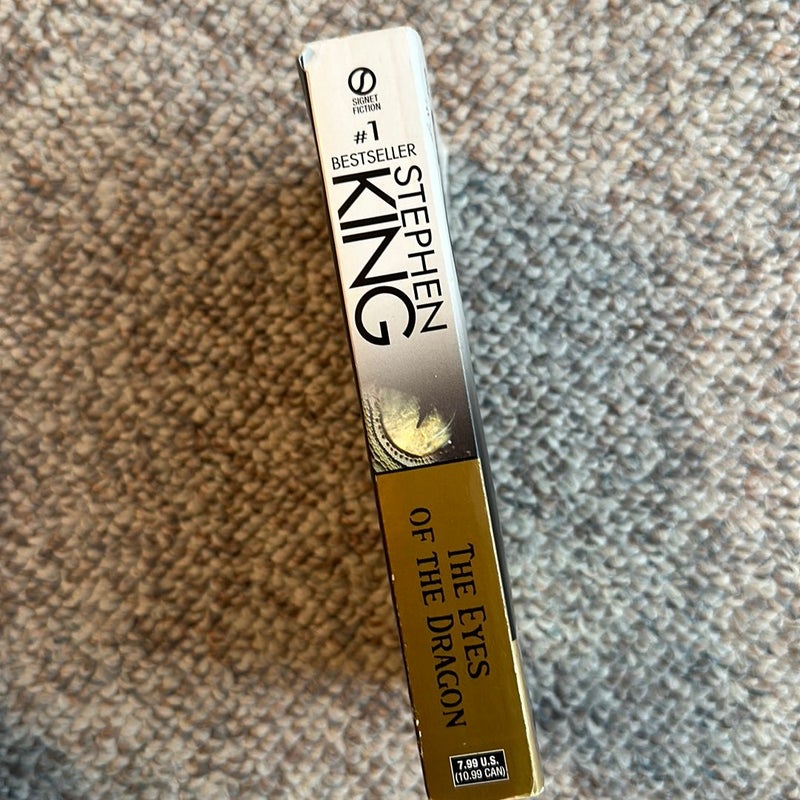 SIGNET
FICTION
#1
BESTSELLER
STEPHEN
KING
THE EYES
OF THE DRAGON
7.99 U.S.
(10.99 CAN)